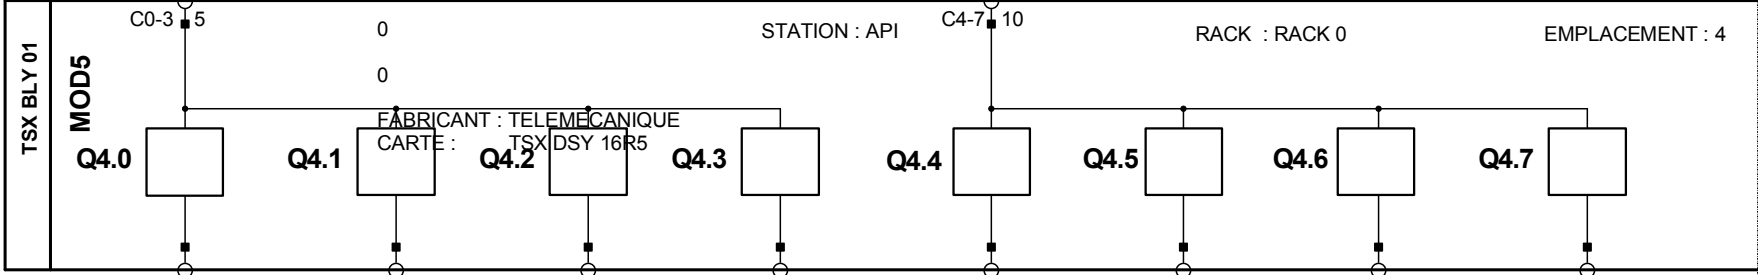 C0-3 5
0
STATION : API
C4-7 10
RACK : RACK 0
EMPLACEMENT : 4
TSX BLY 01
MOD5
0
FABRICANT : TELEMECANIQUE
CARTE : TSX DSY 16R5
Q4.0
Q4.1
Q4.2
Q4.3
Q4.4
Q4.5
Q4.6
Q4.7